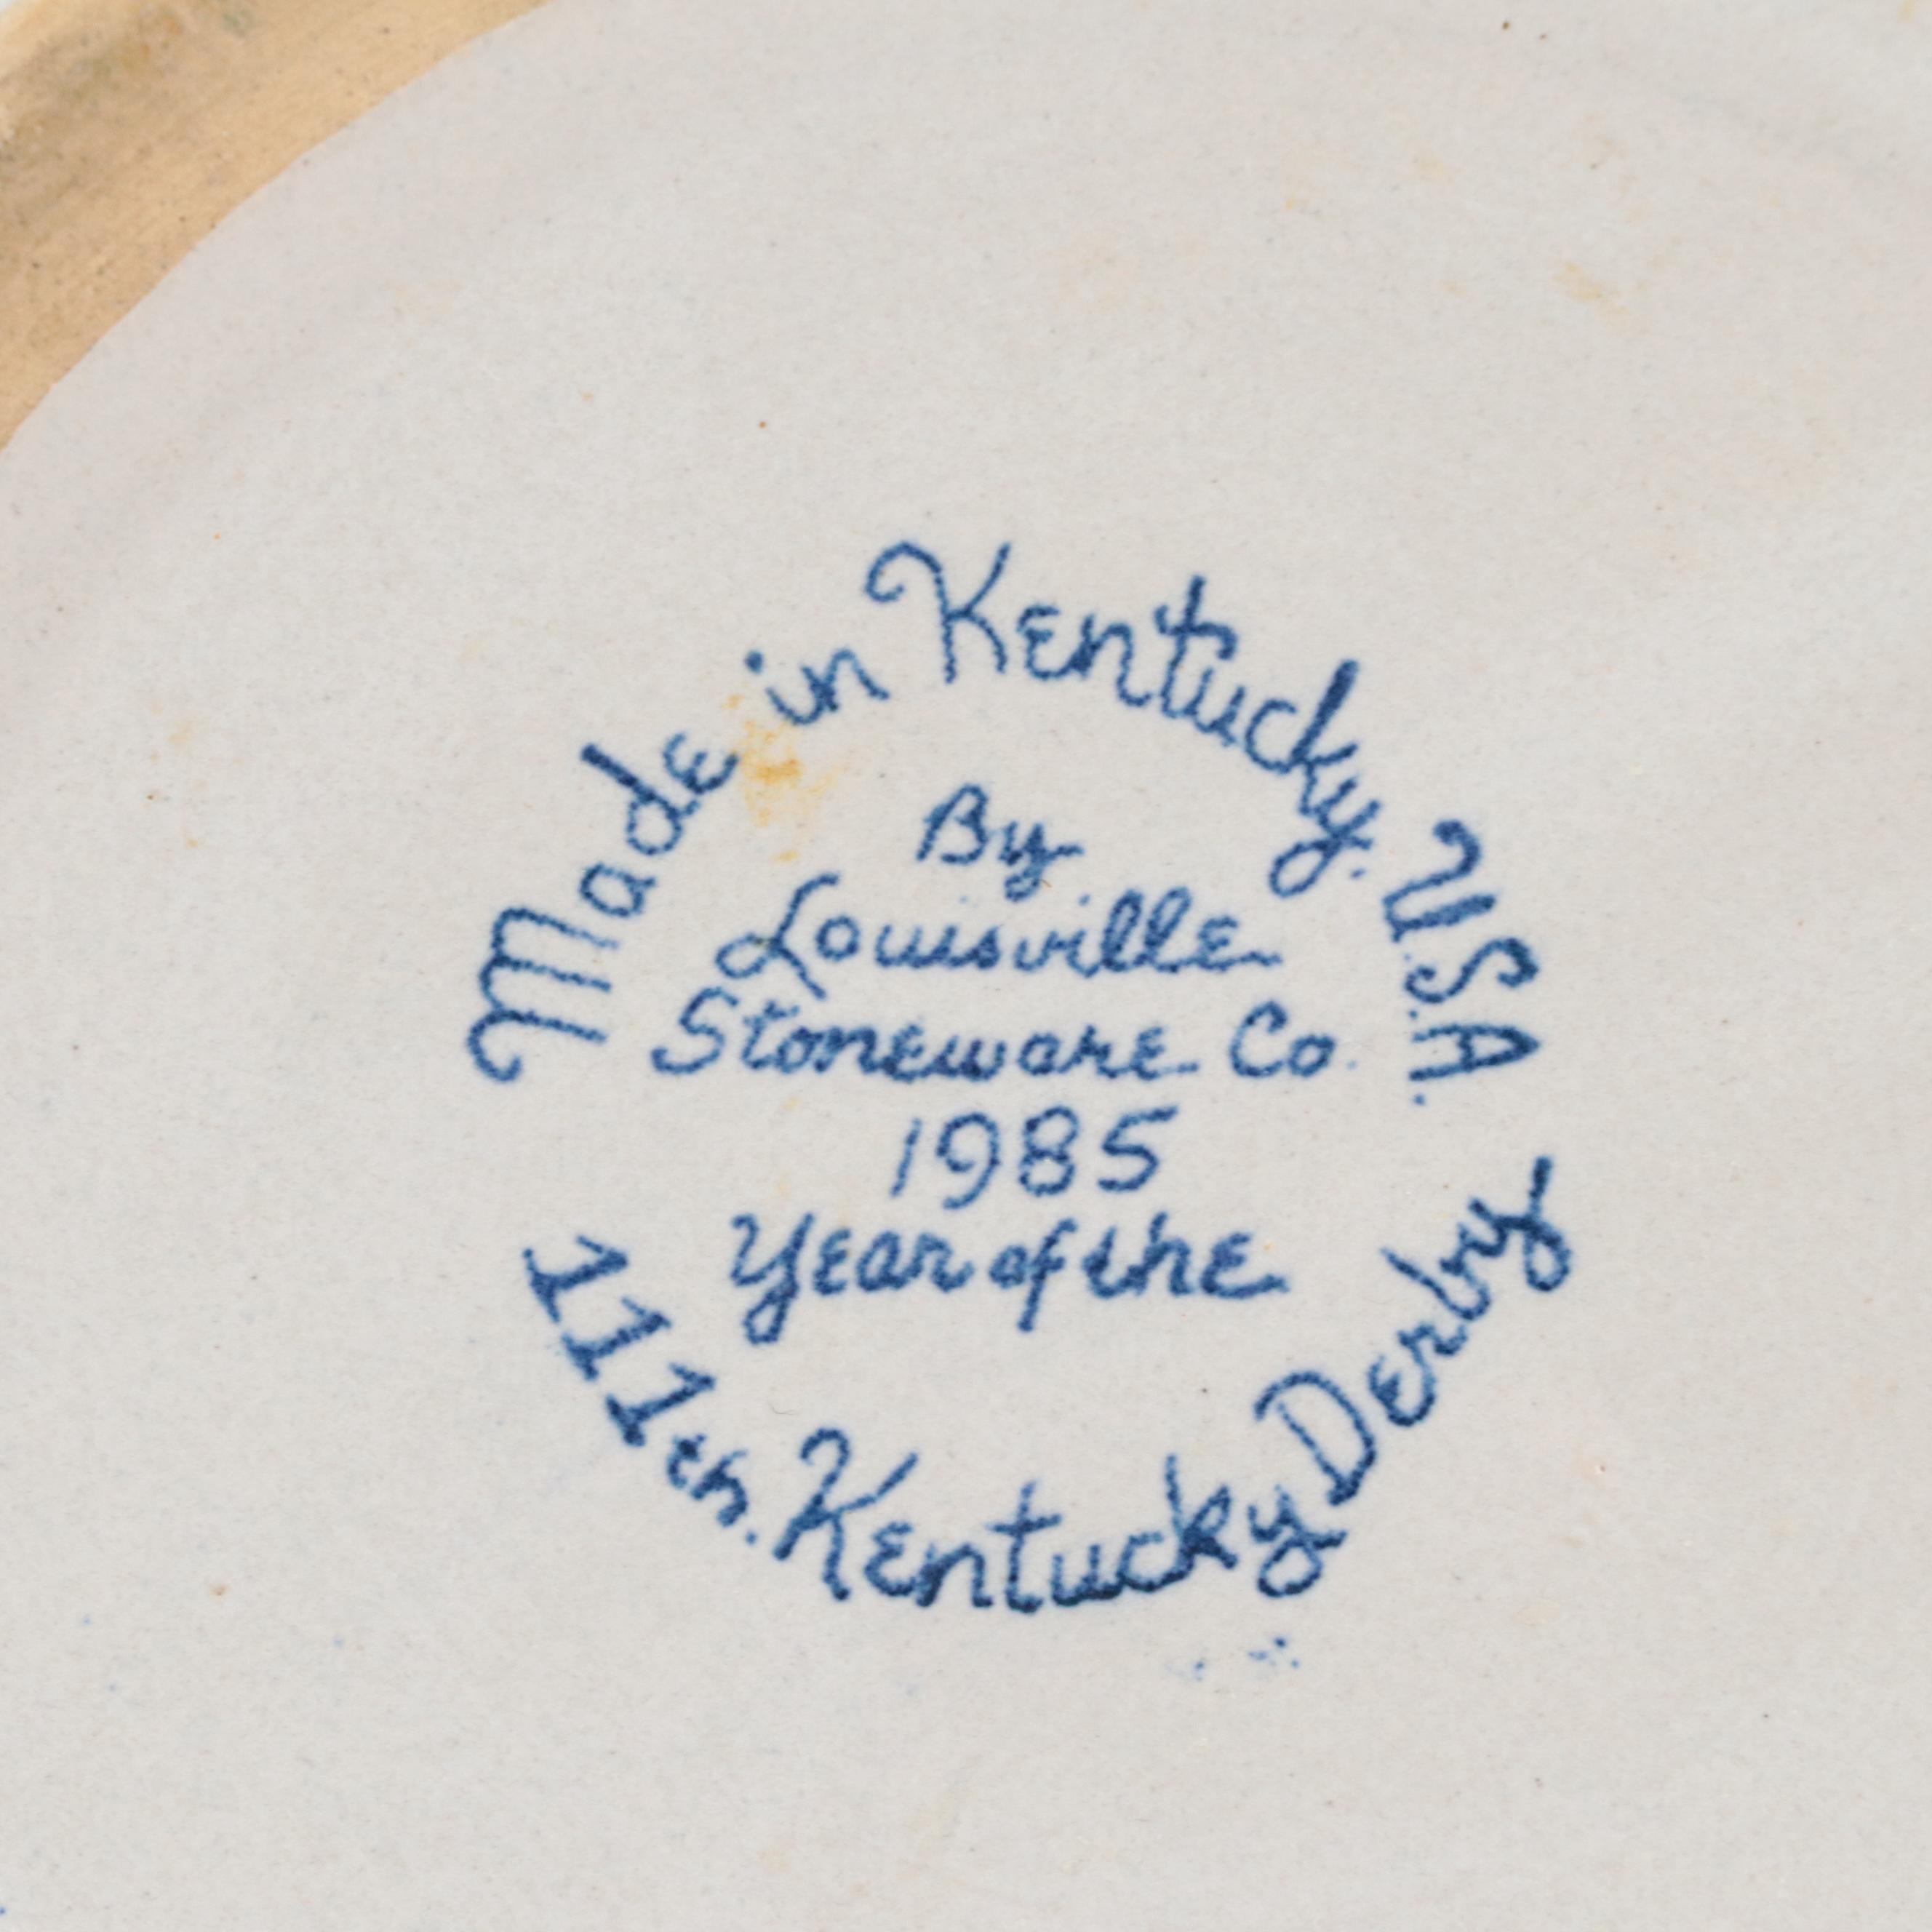 Made in Kentucky. U.S.A.
By
Louisville
Stoneware Co.
1985
Year of the
111th. Kentucky Derby